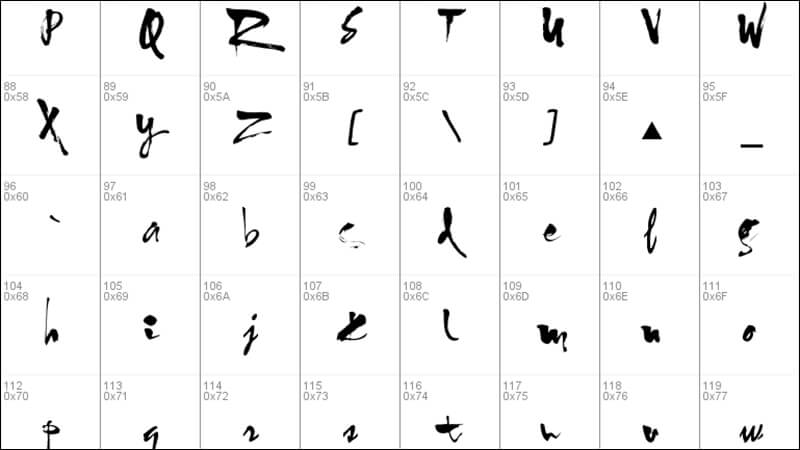 P Q R S T U V W
88 89 90 91 92 93 94 95
0x58 0x59 0x5A 0x5B 0x5C 0x5D 0x5E 0x5F
X y Z [ \ ] ▲ _
96 97 98 99 100 101 102 103
0x60 0x61 0x62 0x63 0x64 0x65 0x66 0x67
` a b c d e f g
104 105 106 107 108 109 110 111
0x68 0x69 0x6A 0x6B 0x6C 0x6D 0x6E 0x6F
h i j k l m n o
112 113 114 115 116 117 118 119
0x70 0x71 0x72 0x73 0x74 0x75 0x76 0x77
p q r s t u v w